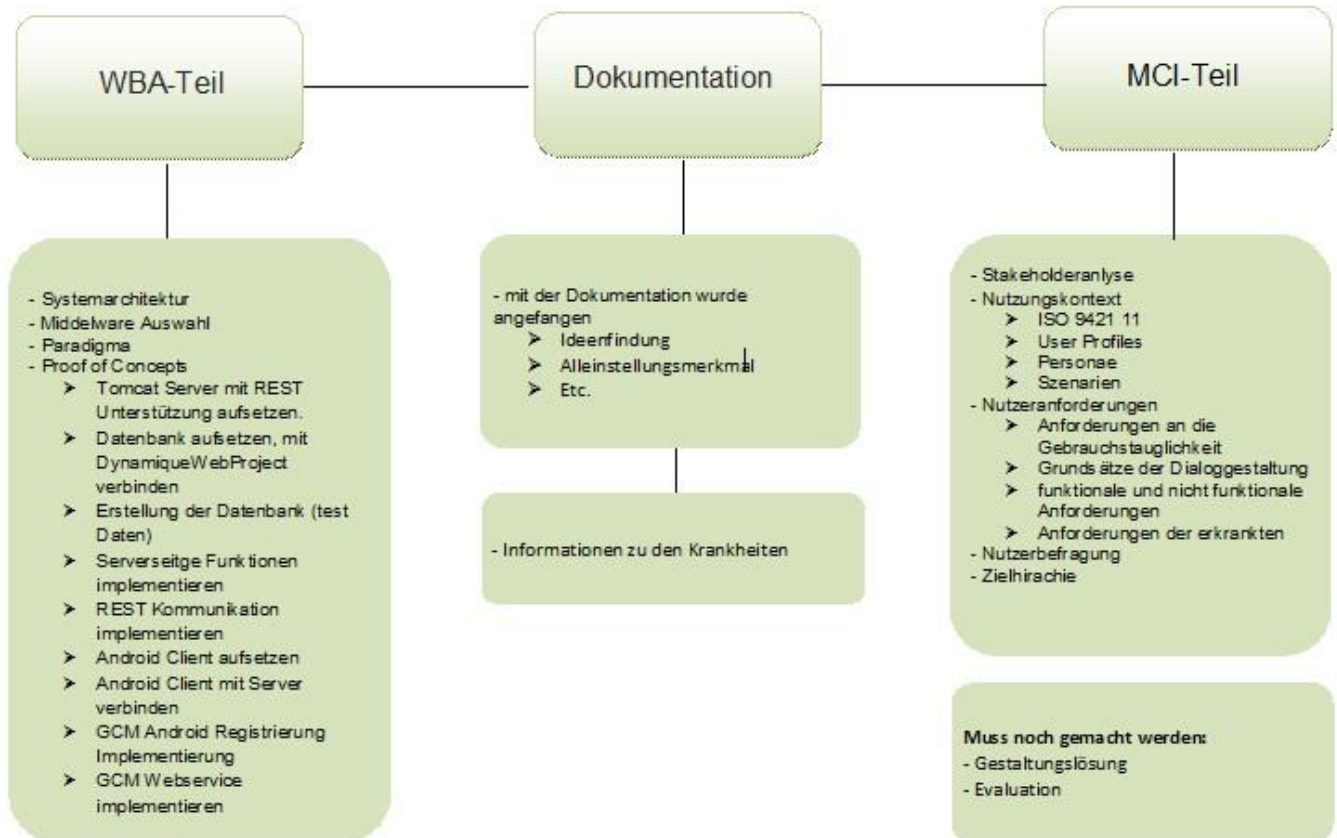 WBA-Teil
Dokumentation
MCI-Teil
- Systemarchitektur
- Middelware Auswahl
- Paradigma
- Proof of Concepts
➤ Tomcat Server mit REST
Unterstützung aufsetzen.
➤ Datenbank aufsetzen, mit
DynamiqueWebProject
verbinden
➤ Erstellung der Datenbank (test
Daten)
➤ Serverseitge Funktionen
implementieren
➤ REST Kommunikation
implementieren
➤ Android Client aufsetzen
➤ Android Client mit Server
verbinden
➤ GCM Android Registrierung
Implementierung
➤ GCM Webservice
implementieren
- mit der Dokumentation wurde
angefangen
➤ Ideenfindung
➤ Alleinstellungsmerkmal
➤ Etc.
- Informationen zu den Krankheiten
- Stakeholderanlyse
- Nutzungskontext
➤ ISO 9421 11
➤ User Profiles
➤ Personae
➤ Szenarien
- Nutzeranforderungen
➤ Anforderungen an die
Gebrauchstauglichkeit
➤ Grundsätze der Dialoggestaltung
➤ funktionale und nicht funktionale
Anforderungen
➤ Anforderungen der erkrankten
- Nutzerbefragung
- Zielhirachie
Muss noch gemacht werden:
- Gestaltungslösung
- Evaluation